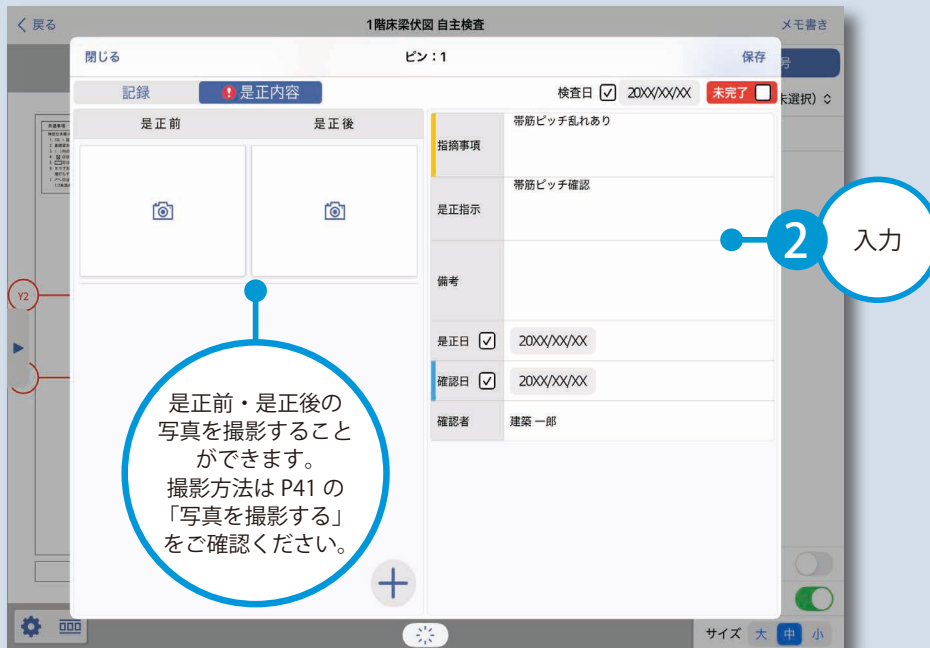 戻る
1階床梁伏図 自主検査
メモ書き
閉じる
ピン：1
保存
号
記録
! 是正内容
検査日 20XX/XX/XX 未完了
未選択)
是正前
是正後
指摘事項
帯筋ピッチ乱れあり
是正指示
帯筋ピッチ確認
備考
是正日 20XX/XX/XX
確認日 20XX/XX/XX
確認者
建築 一郎
2
入力
Y2
是正前・是正後の
写真を撮影すること
ができます。
撮影方法は P41 の
「写真を撮影する」
をご確認ください。
サイズ 大 中 小